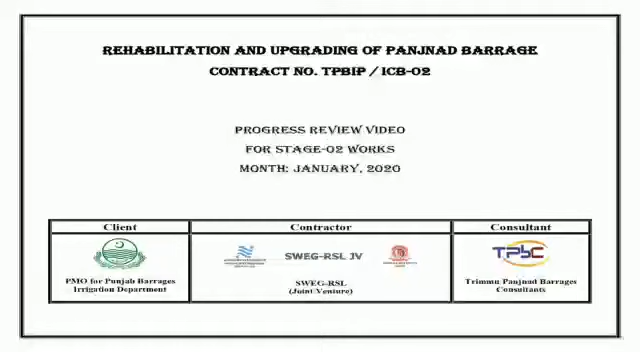 REHABILITATION AND UPGRADING OF PANJNAD BARRAGE
CONTRACT NO. TPBIP / ICB-02
PROGRESS REVIEW VIDEO
FOR STAGE-02 WORKS
MONTH: JANUARY, 2020
Client Contractor Consultant
SWEG-RSL JV
TPbC
PMO for Punjab Barrages
Irrigation Department
SWEG-RSL
(Joint Venture)
Trimmu Panjnad Barrages
Consultants